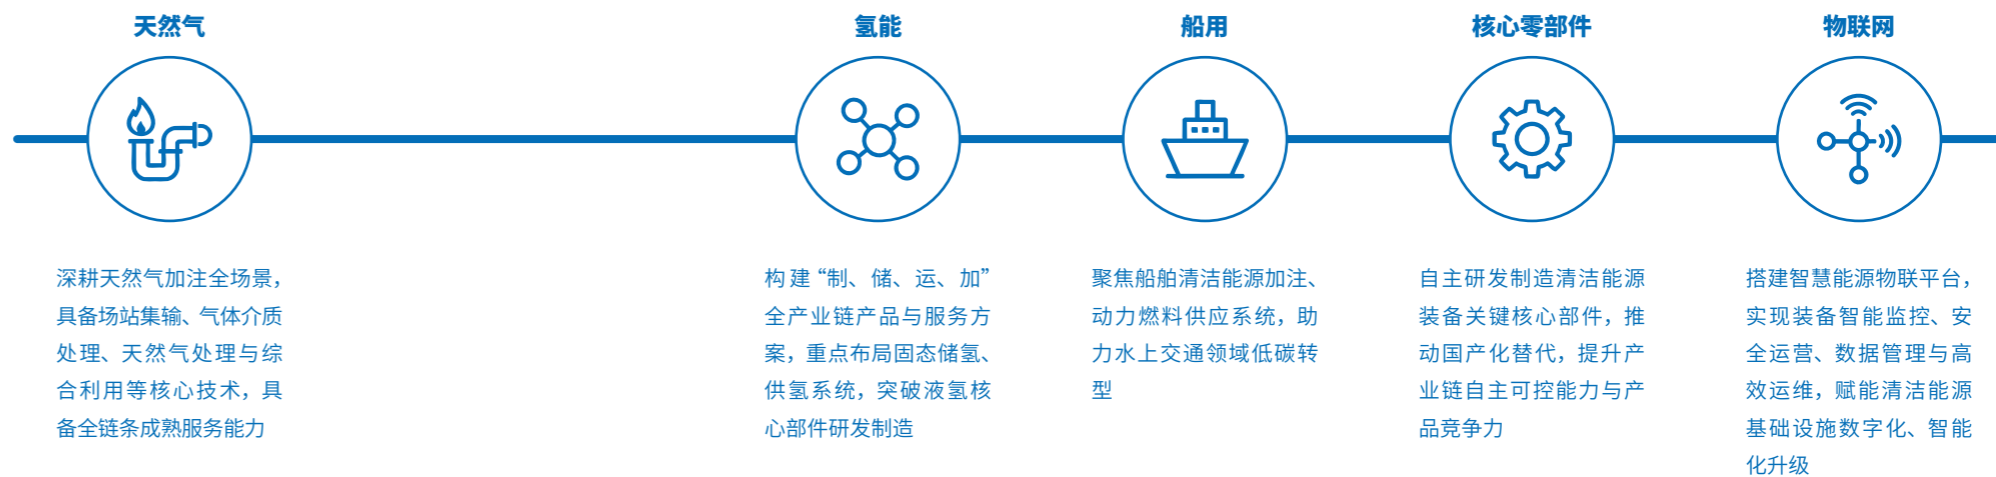 天然气
深耕天然气加注全场景，
具备场站集输、气体介质
处理、天然气处理与综
合利用等核心技术，具
备全链条成熟服务能力
氢能
构建“制、储、运、加”
全产业链产品与服务方
案，重点布局固态储氢、
供氢系统，突破液氢核
心部件研发制造
船用
聚焦船舶清洁能源加注、
动力燃料供应系统，助
力水上交通领域低碳转
型
核心零部件
自主研发制造清洁能源
装备关键核心部件，推
动国产化替代，提升产
业链自主可控能力与产
品竞争力
物联网
搭建智慧能源物联平台，
实现装备智能监控、安
全运营、数据管理与高
效运维，赋能清洁能源
基础设施数字化、智能
化升级